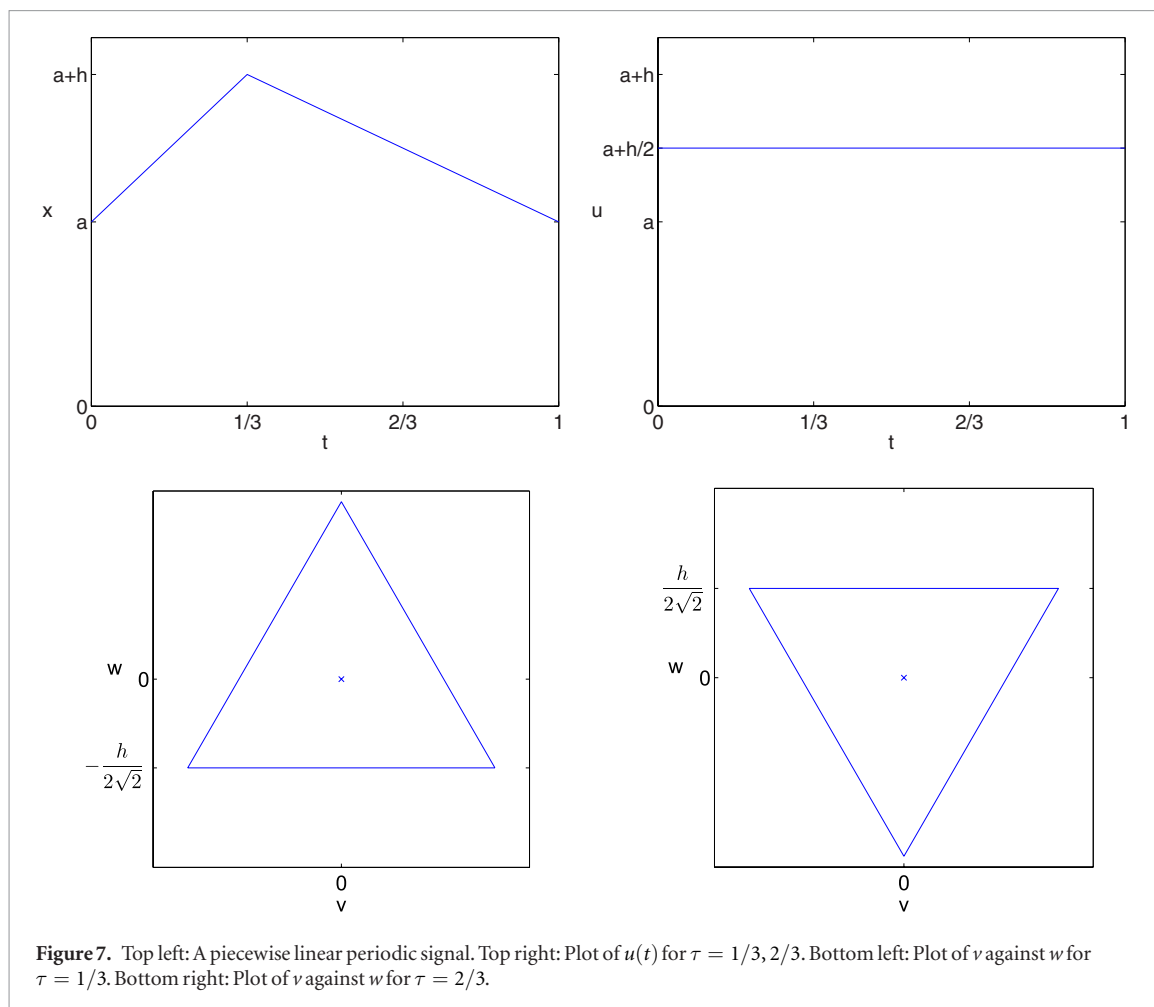 a+h
x
a
0
0
1/3
2/3
1
t
a+h
a+h/2
u
a
0
0
1/3
2/3
1
t
w
0
-\frac{h}{2\sqrt{2}}
0
v
\frac{h}{2\sqrt{2}}
w
0
0
v
Figure 7. Top left: A piecewise linear periodic signal. Top right: Plot of u(t) for τ = 1/3, 2/3. Bottom left: Plot of v against w for
τ = 1/3. Bottom right: Plot of v against w for τ = 2/3.